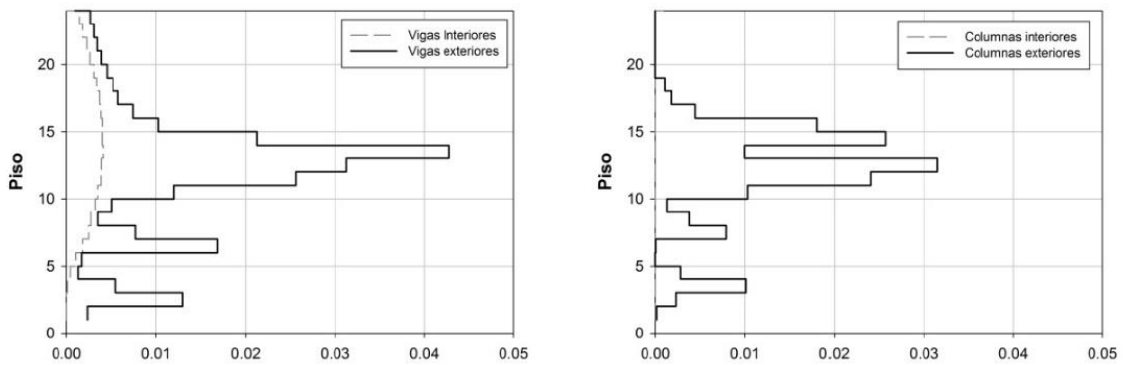 Vigas Interiores
Vigas exteriores
20
15
10
5
0
Piso
0.00 0.01 0.02 0.03 0.04 0.05
Columnas interiores
Columnas exteriores
20
15
10
5
0
Piso
0.00 0.01 0.02 0.03 0.04 0.05